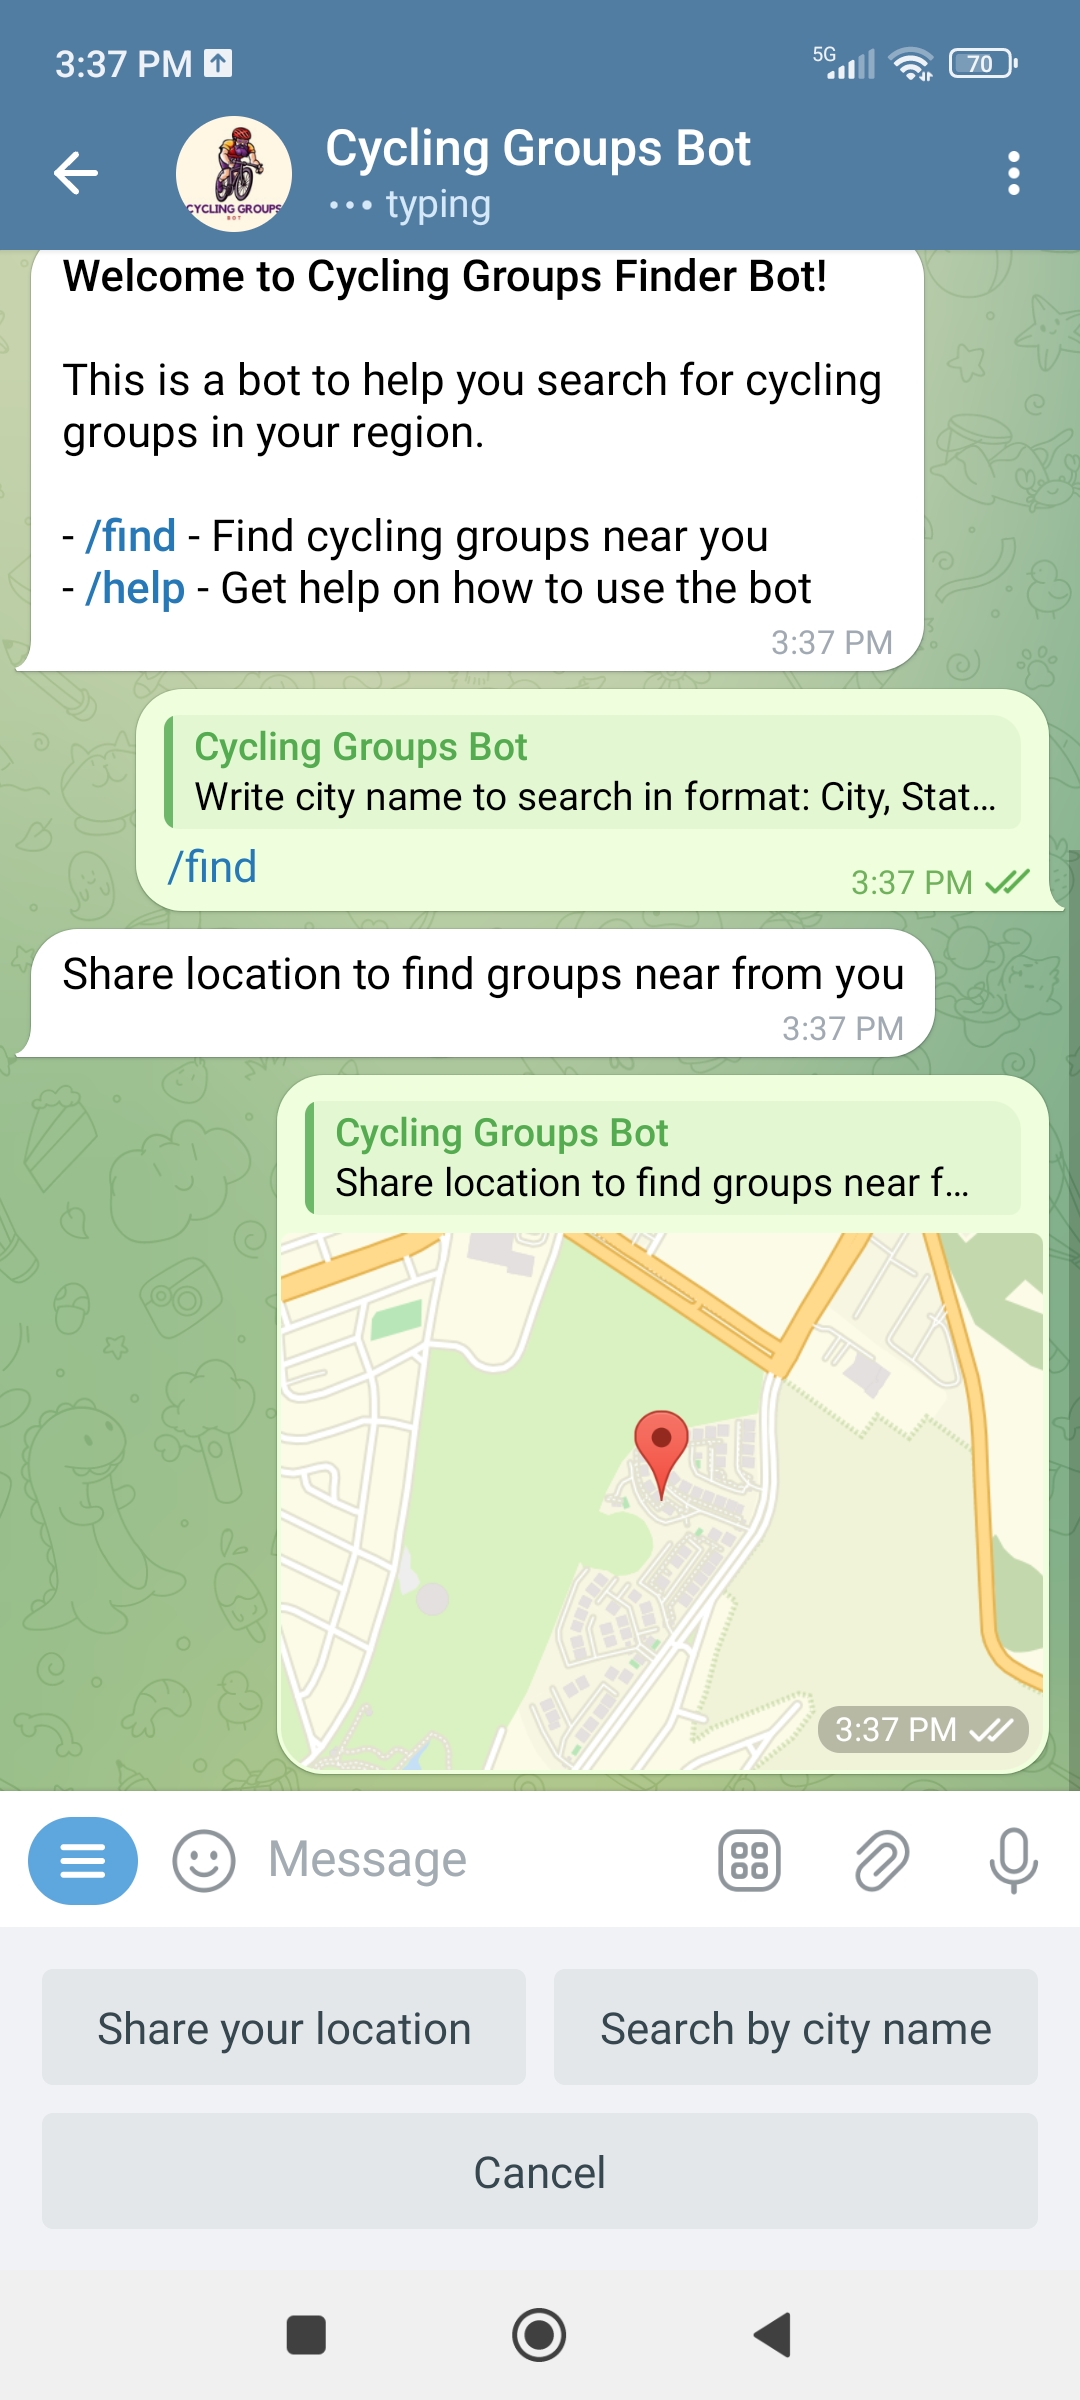 3:37 PM
5G
70
Cycling Groups Bot
typing
CYCLING GROUPS
BOT
Welcome to Cycling Groups Finder Bot!
This is a bot to help you search for cycling
groups in your region.
- /find - Find cycling groups near you
- /help - Get help on how to use the bot
3:37 PM
Cycling Groups Bot
Write city name to search in format: City, Stat...
/find
3:37 PM
Share location to find groups near from you
3:37 PM
Cycling Groups Bot
Share location to find groups near f...
3:37 PM
Message
Share your location
Search by city name
Cancel